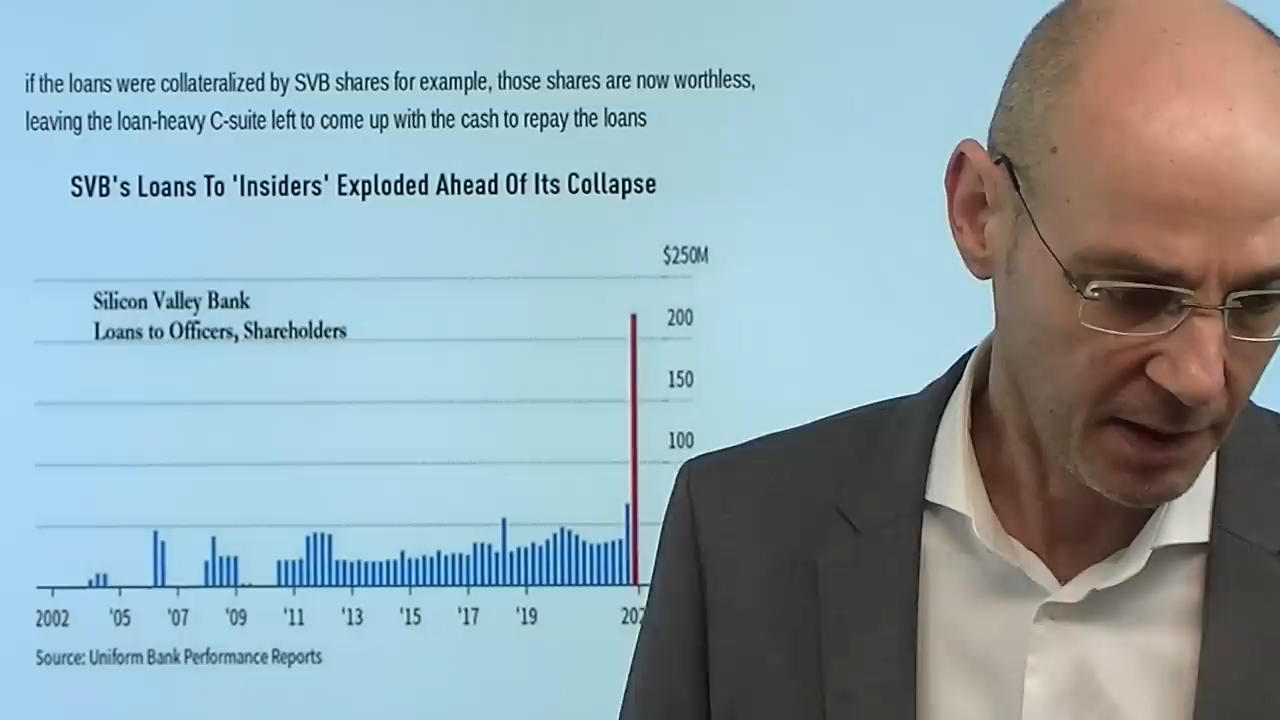 if the loans were collateralized by SVB shares for example, those shares are now worthless,
leaving the loan-heavy C-suite left to come up with the cash to repay the loans
SVB's Loans To 'Insiders' Exploded Ahead Of Its Collapse
$250M
Silicon Valley Bank
Loans to Officers, Shareholders
200
150
100
2002 '05 '07 '09 '11 '13 '15 '17 '19
Source: Uniform Bank Performance Reports